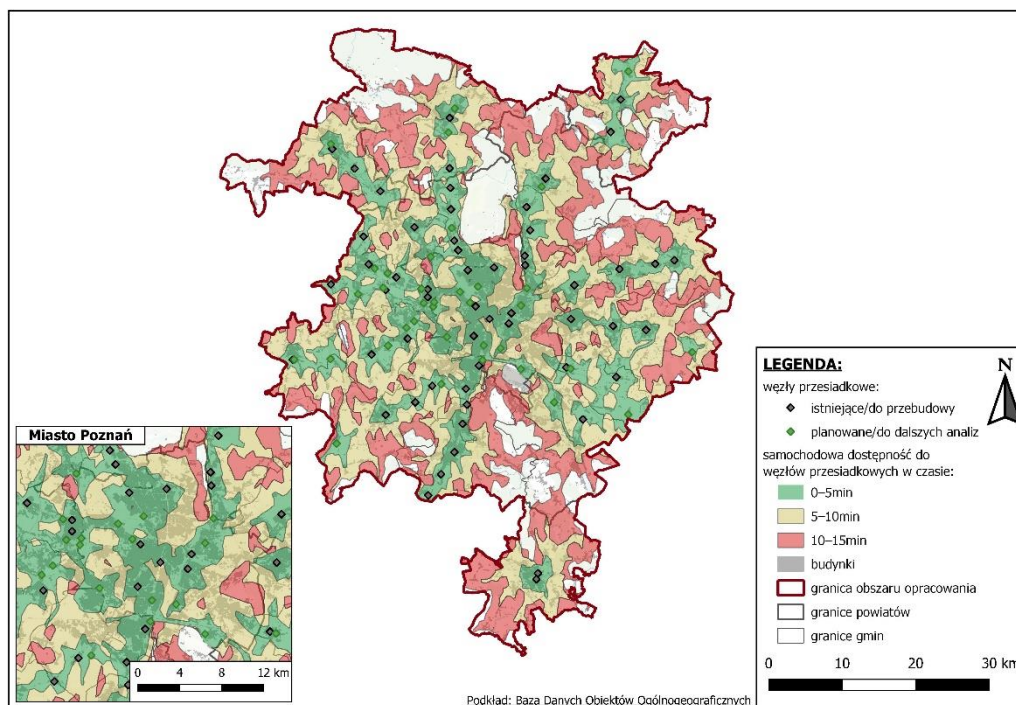 LEGENDA:
węzły przesiadkowe:
istniejące/do przebudowy
planowane/do dalszych analiz
samochodowa dostępność do
węzłów przesiadkowych w czasie:
0–5min
5–10min
10–15min
budynki
granica obszaru opracowania
granice powiatów
granice gmin
N
0 10 20 30 km
Miasto Poznań
0 4 8 12 km
Podkład: Baza Danych Obiektów Ogólnogeograficznych